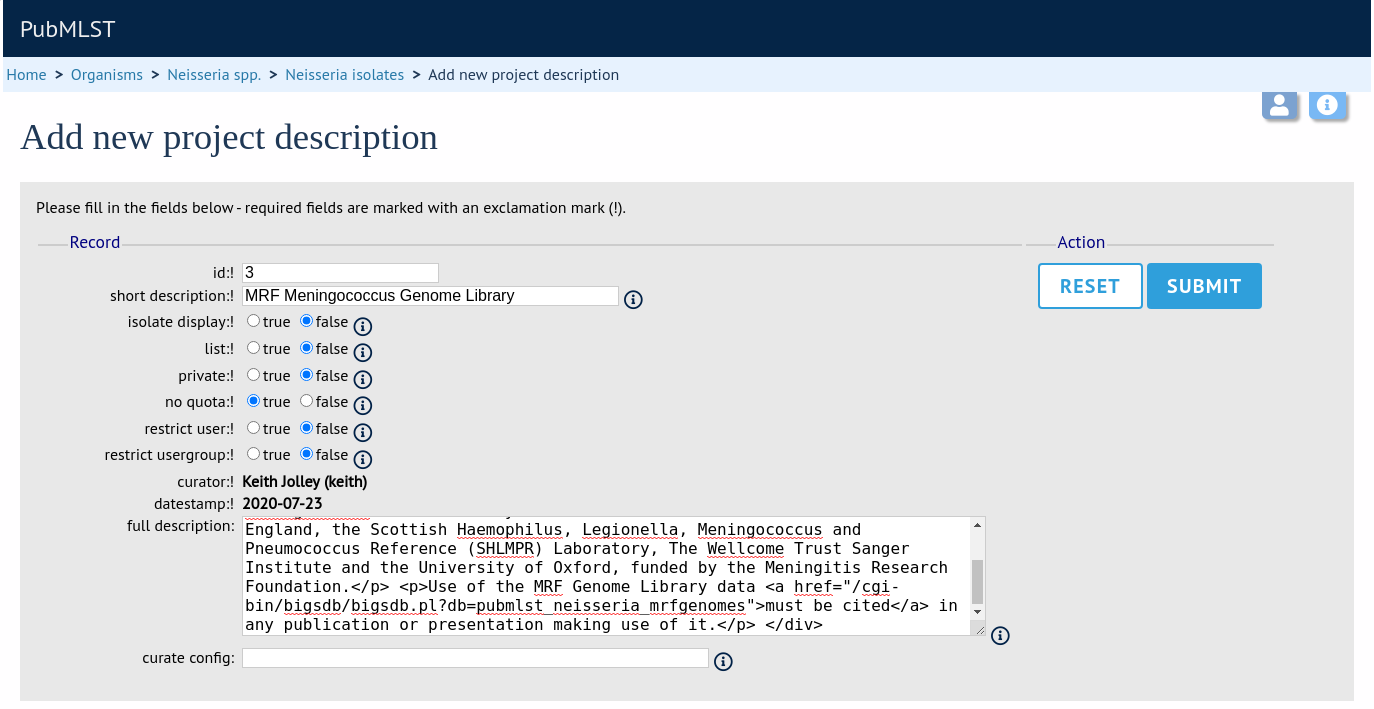 PubMLST
Home > Organisms > Neisseria spp. > Neisseria isolates > Add new project description
Add new project description
Please fill in the fields below - required fields are marked with an exclamation mark (!).
Record
Action
id:! 3
RESET SUBMIT
short description:! MRF Meningococcus Genome Library
isolate display:! true false
list:! true false
private:! true false
no quota:! true false
restrict user:! true false
restrict usergroup:! true false
curator:! Keith Jolley (keith)
datestamp:! 2020-07-23
full description:
England, the Scottish Haemophilus, Legionella, Meningococcus and
Pneumococcus Reference (SHLMPR) Laboratory, The Wellcome Trust Sanger
Institute and the University of Oxford, funded by the Meningitis Research
Foundation.</p> <p>Use of the MRF Genome Library data <a href="/cgi-
bin/bigsdb/bigsdb.pl?db=pubmlst_neisseria_mrfgenomes">must be cited</a> in
any publication or presentation making use of it.</p> </div>
curate config: